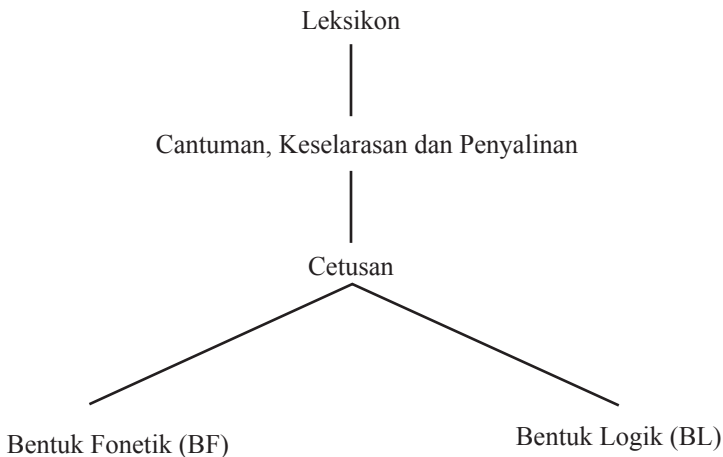 Leksikon
Cantuman, Keselarasan dan Penyalinan
Cetusan
Bentuk Fonetik (BF)
Bentuk Logik (BL)